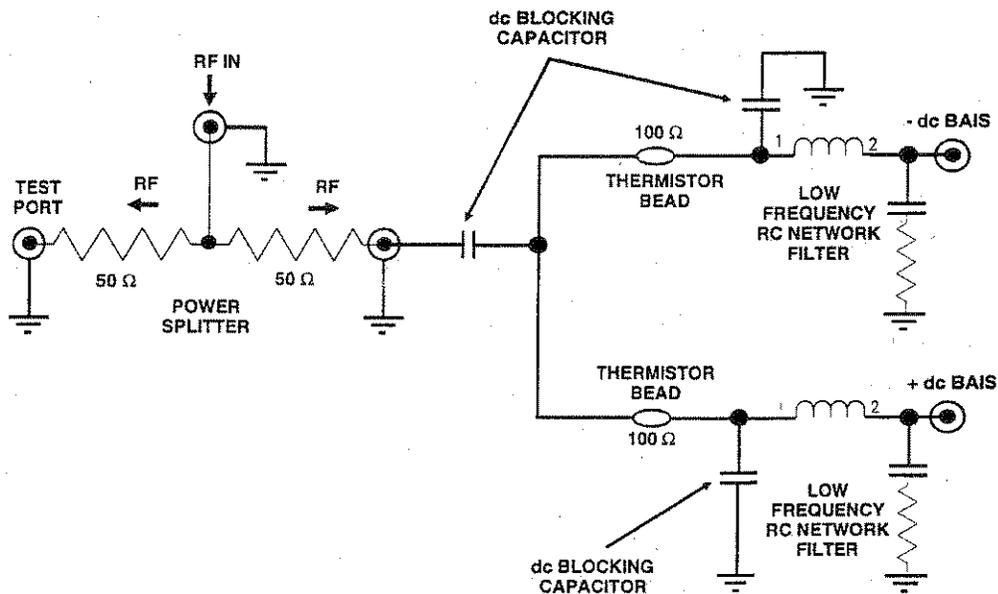 dc BLOCKING
CAPACITOR
RF IN
TEST
PORT
RF
RF
50 Ω
50 Ω
POWER
SPLITTER
100 Ω
THERMISTOR
BEAD
1
2
- dc BAIS
LOW
FREQUENCY
RC NETWORK
FILTER
THERMISTOR
BEAD
100 Ω
1
2
+ dc BAIS
LOW
FREQUENCY
RC NETWORK
FILTER
dc BLOCKING
CAPACITOR